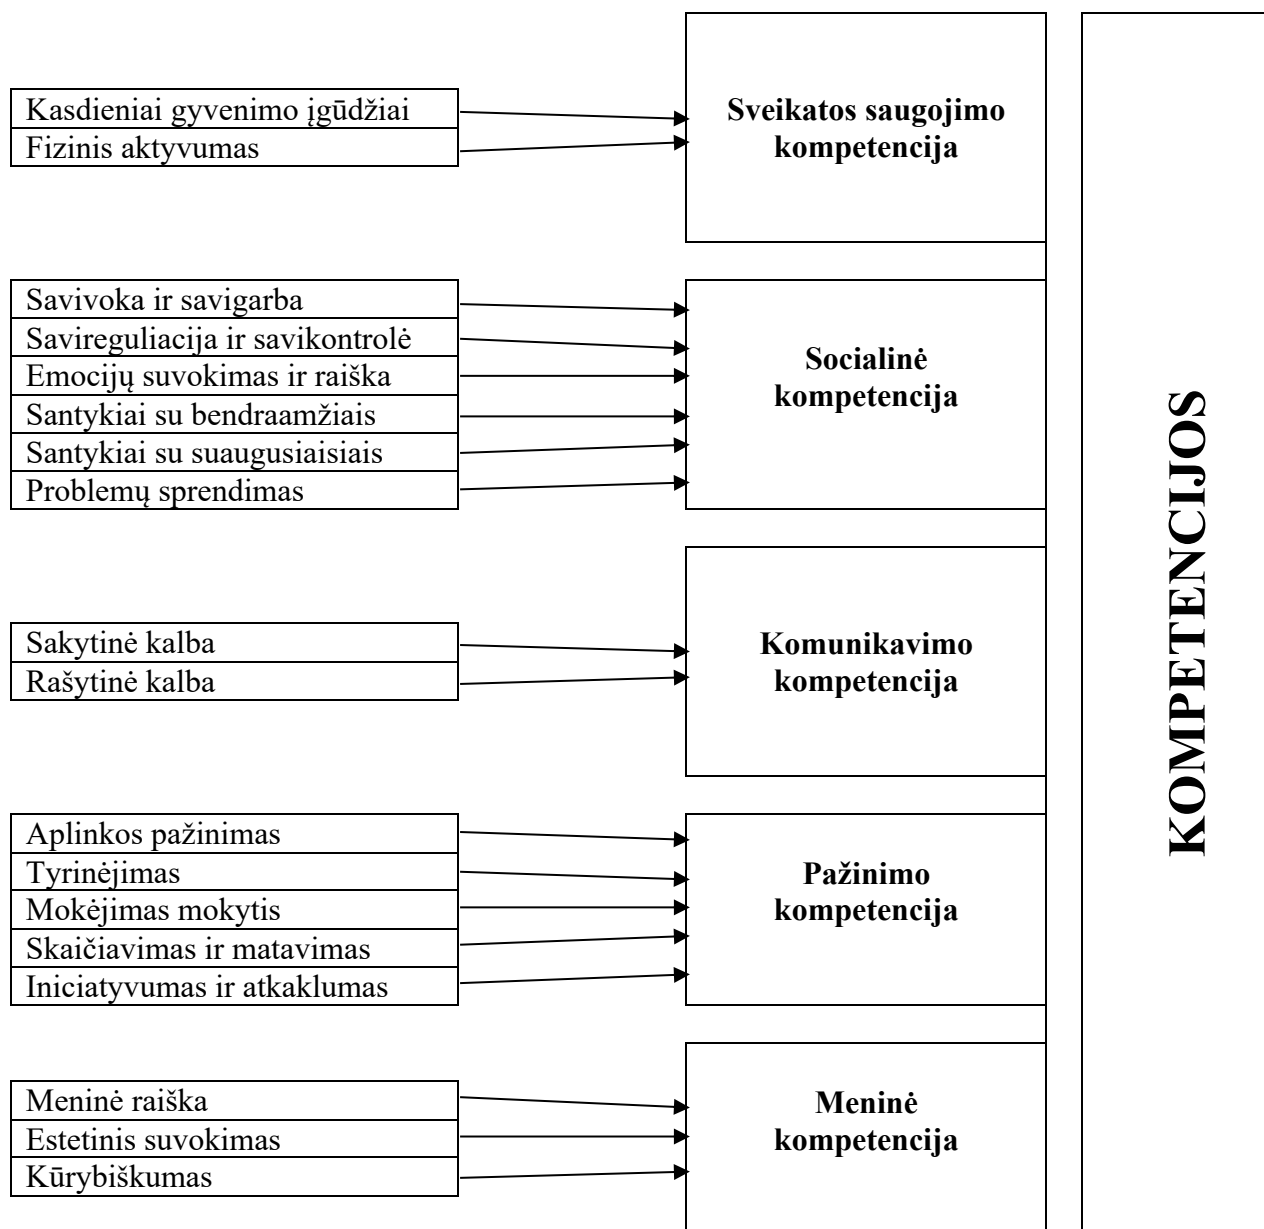 Kasdieniai gyvenimo įgūdžiai
Fizinis aktyvumas
Sveikatos saugojimo
kompetencija
Savivoka ir savigarba
Savireguliacija ir savikontrolė
Emocijų suvokimas ir raiška
Santykiai su bendraamžiais
Santykiai su suaugusiaisiais
Problemų sprendimas
Socialinė
kompetencija
Sakytinė kalba
Rašytinė kalba
Komunikavimo
kompetencija
Aplinkos pažinimas
Tyrinėjimas
Mokėjimas mokytis
Skaičiavimas ir matavimas
Iniciatyvumas ir atkaklumas
Pažinimo
kompetencija
Meninė raiška
Estetinis suvokimas
Kūrybiškumas
Meninė
kompetencija
KOMPETENCIJOS